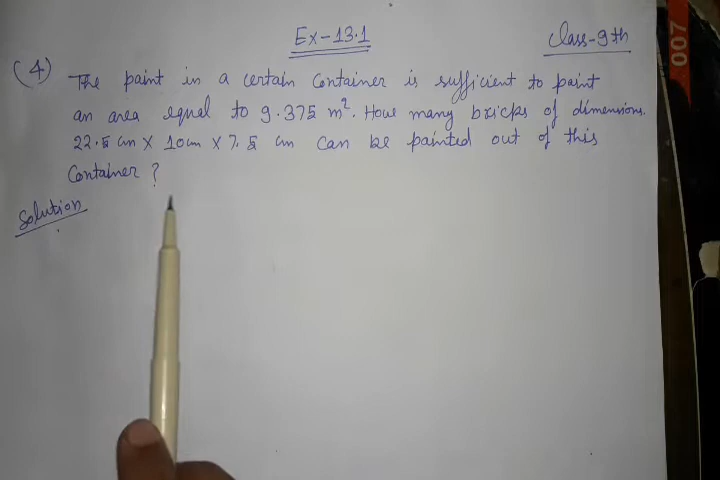 Ex-13.1
Class-9th
(4) The paint in a certain Container is sufficient to paint
an area equal to 9.375 m². How many bricks of dimensions.
22.5 cm X 10cm X 7.5 cm can be painted out of this
Container ?
Solution
007